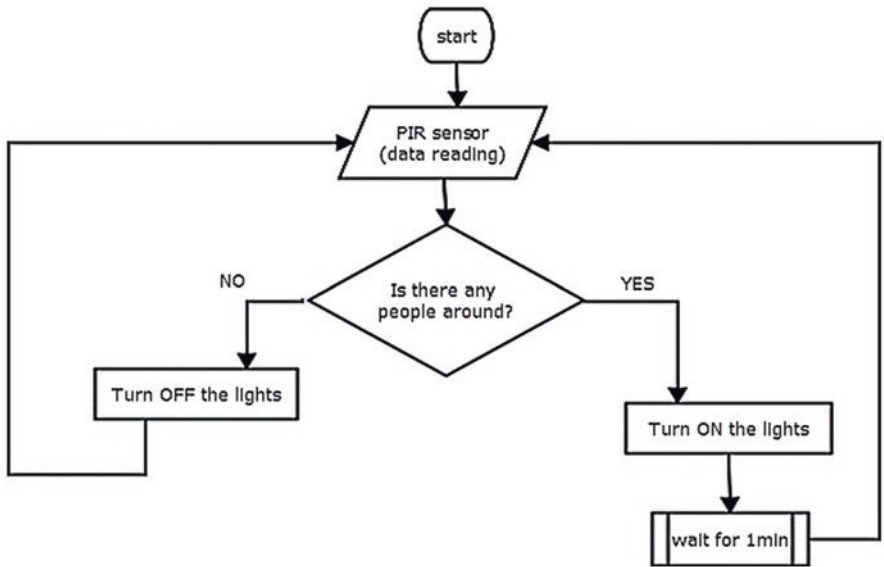 start
PIR sensor
(data reading)
Is there any
people around?
NO
YES
Turn OFF the lights
Turn ON the lights
wait for 1min